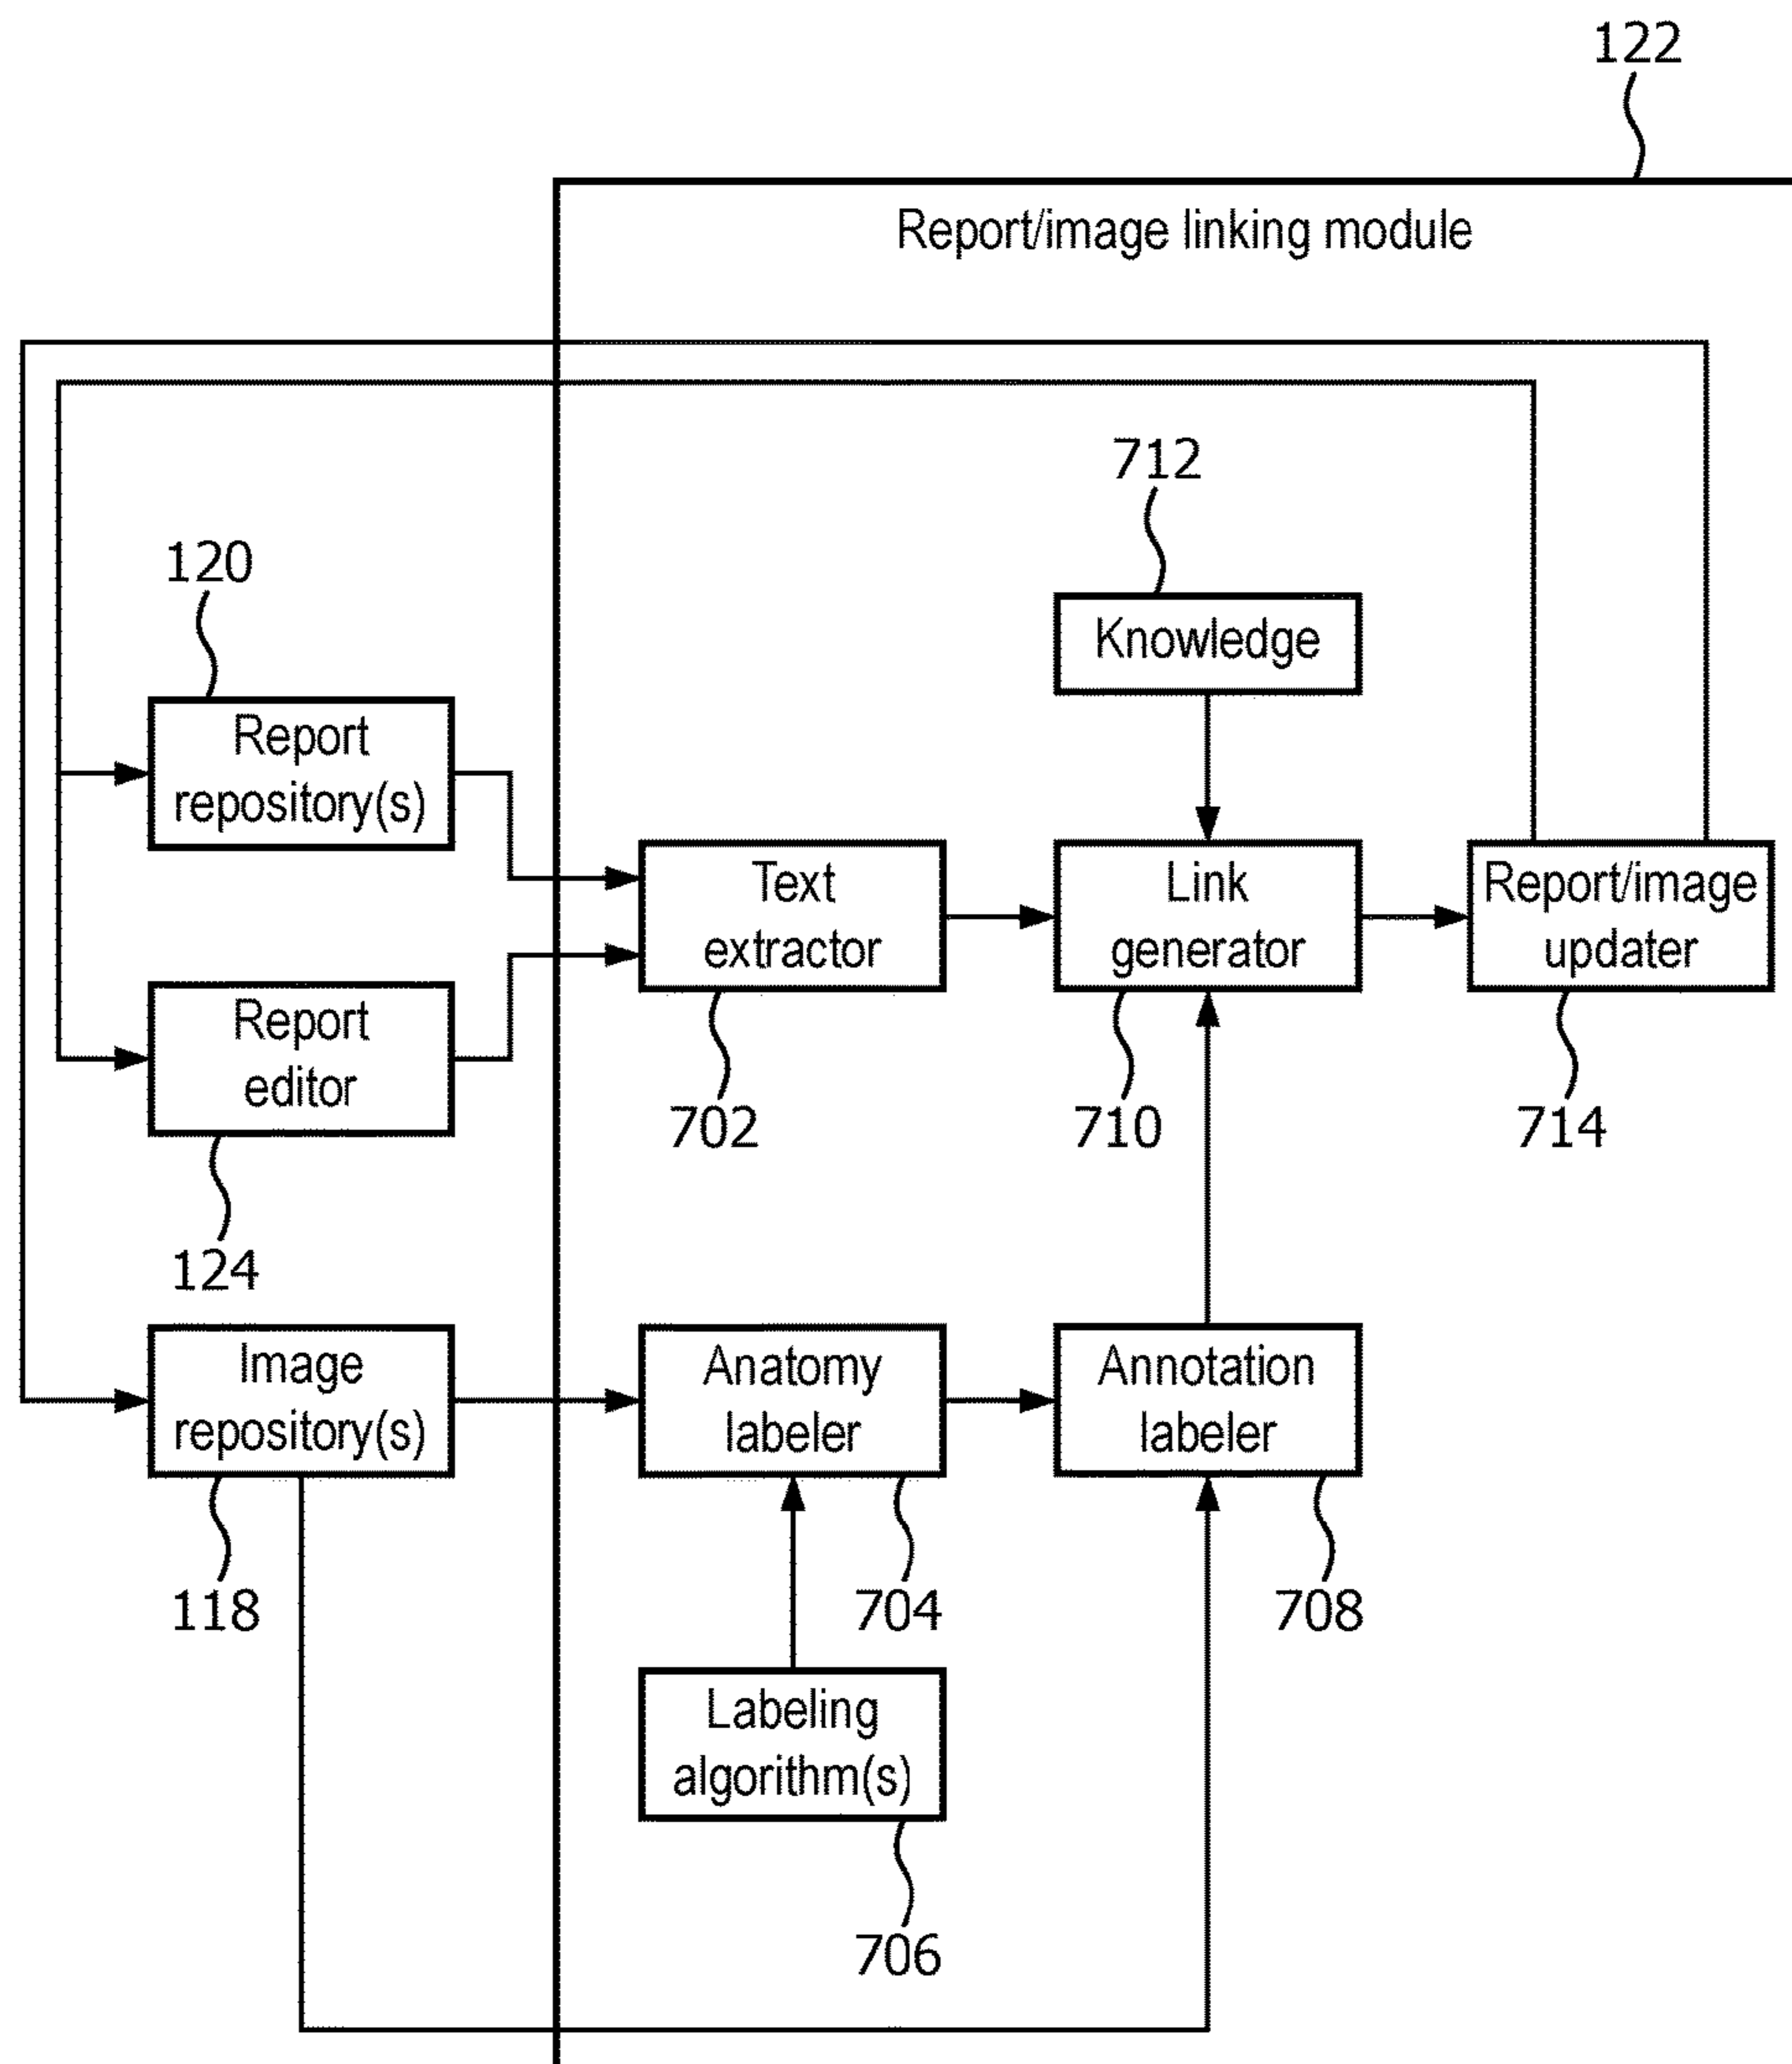 122
Report/image linking module
712
120
Knowledge
Report
repository(s)
Text
extractor
Link
generator
Report/image
updater
Report
editor
702
710
714
124
Image
repository(s)
Anatomy
labeler
Annotation
labeler
118
704
708
Labeling
algorithm(s)
706